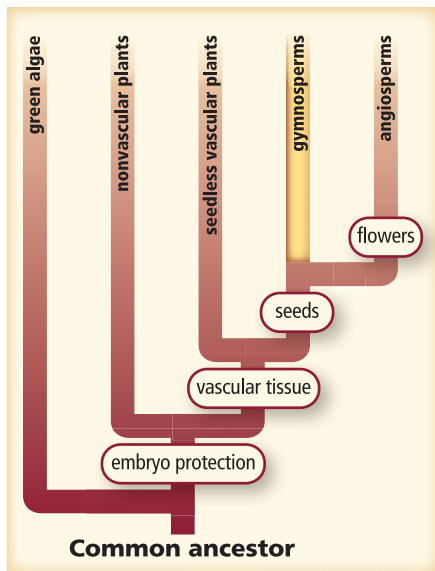 green algae
nonvascular plants
seedless vascular plants
gymnosperms
angiosperms
flowers
seeds
vascular tissue
embryo protection
Common ancestor